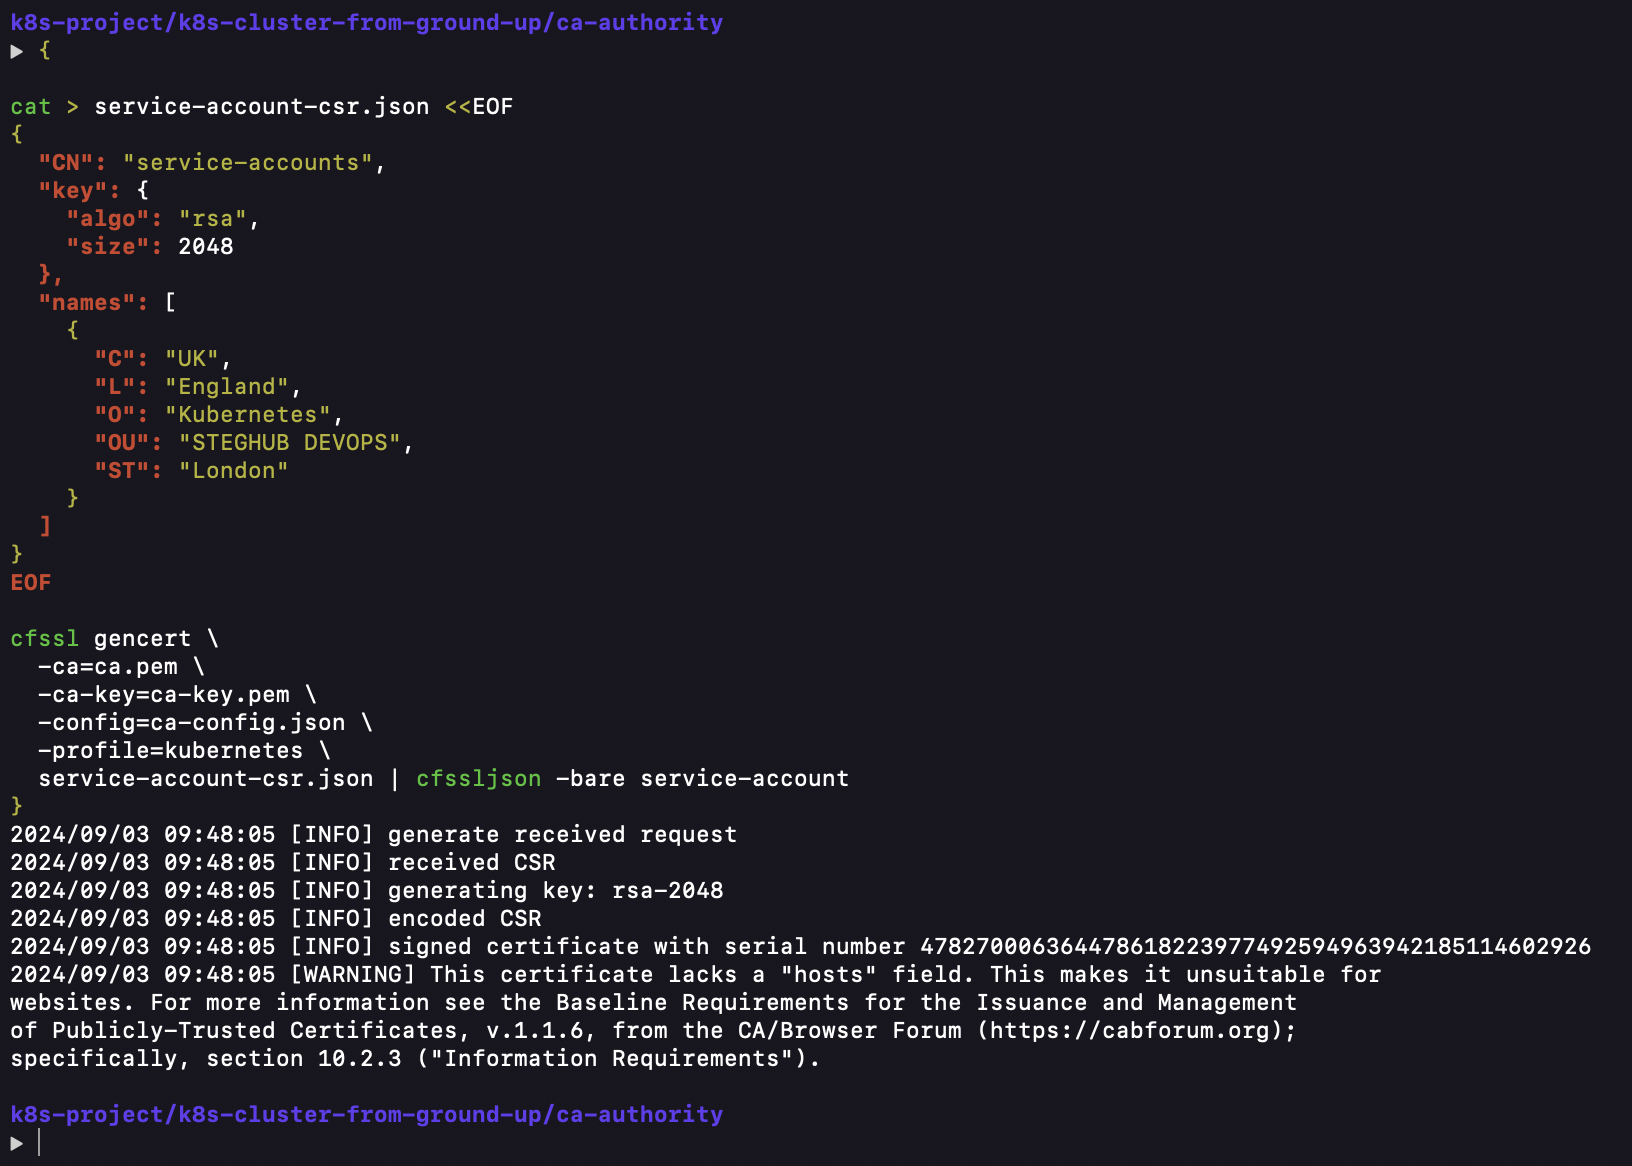 k8s-project/k8s-cluster-from-ground-up/ca-authority
▶ {

cat > service-account-csr.json <<EOF
{
  "CN": "service-accounts",
  "key": {
    "algo": "rsa",
    "size": 2048
  },
  "names": [
    {
      "C": "UK",
      "L": "England",
      "O": "Kubernetes",
      "OU": "STEGHUB DEVOPS",
      "ST": "London"
    }
  ]
}
EOF

cfssl gencert \
  -ca=ca.pem \
  -ca-key=ca-key.pem \
  -config=ca-config.json \
  -profile=kubernetes \
  service-account-csr.json | cfssljson -bare service-account
}
2024/09/03 09:48:05 [INFO] generate received request
2024/09/03 09:48:05 [INFO] received CSR
2024/09/03 09:48:05 [INFO] generating key: rsa-2048
2024/09/03 09:48:05 [INFO] encoded CSR
2024/09/03 09:48:05 [INFO] signed certificate with serial number 478270006364478618223977492594963942185114602926
2024/09/03 09:48:05 [WARNING] This certificate lacks a "hosts" field. This makes it unsuitable for
websites. For more information see the Baseline Requirements for the Issuance and Management
of Publicly-Trusted Certificates, v.1.1.6, from the CA/Browser Forum (https://cabforum.org);
specifically, section 10.2.3 ("Information Requirements").

k8s-project/k8s-cluster-from-ground-up/ca-authority
▶